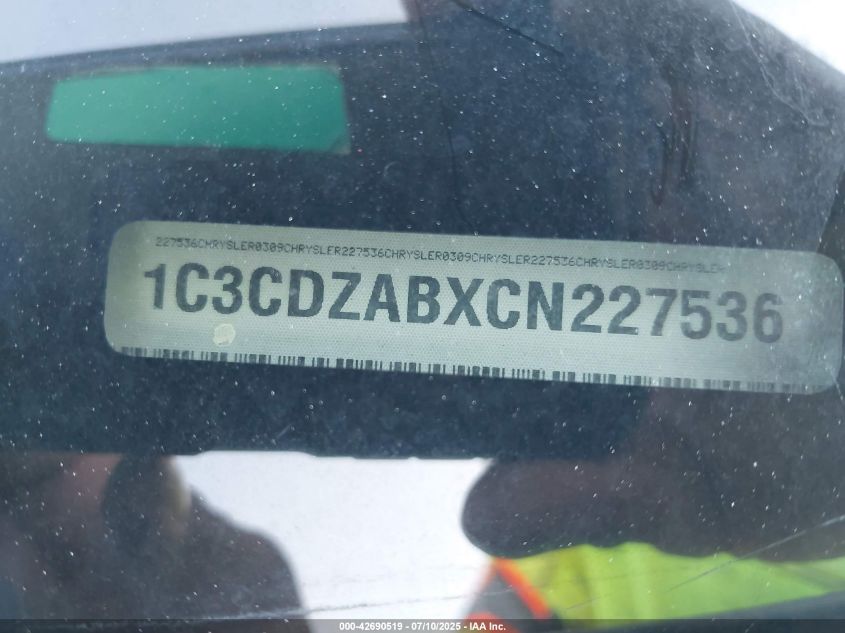 227536CHRYSLER0309CHRYSLER227536CHRYSLER0309CHRYSLER227536CHRYSLER0309CHRYSLER
1C3CDZABXCN227536
000-42690519 - 07/10/2025 - IAA Inc.